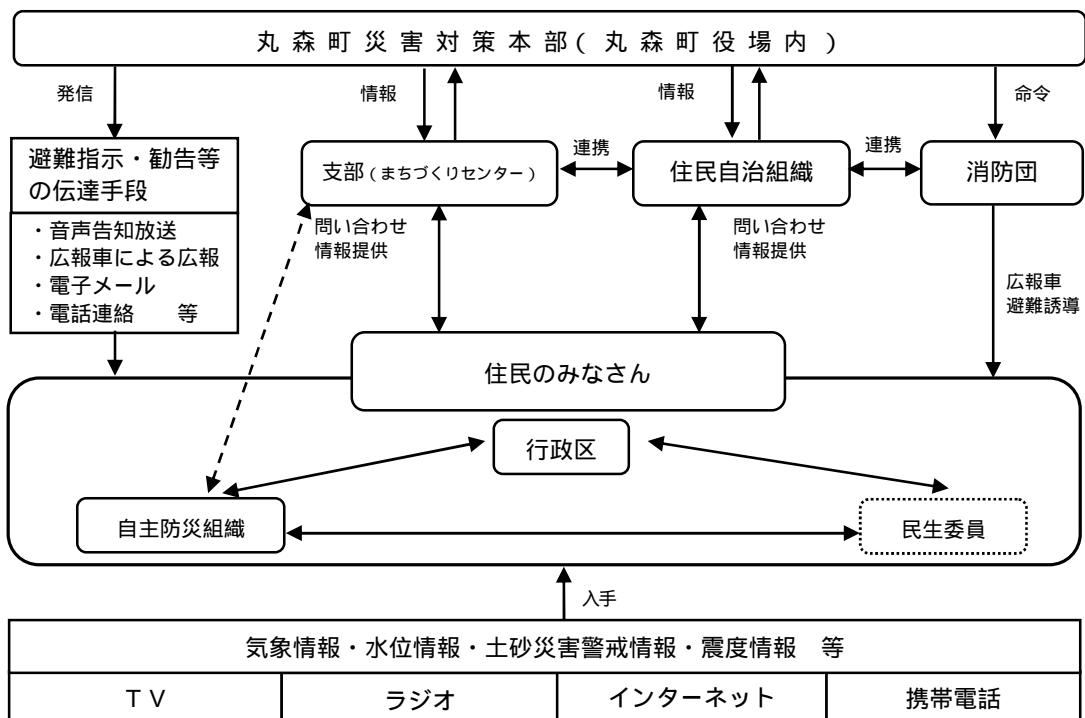 丸森町災害対策本部(丸森町役場内)
発信
情報
情報
命令
避難指示・勧告等
の伝達手段
・音声告知放送
・広報車による広報
・電子メール
・電話連絡　等
支部(まちづくりセンター)
連携
住民自治組織
連携
消防団
問い合わせ
情報提供
問い合わせ
情報提供
広報車
避難誘導
住民のみなさん
行政区
自主防災組織
民生委員
入手
気象情報・水位情報・土砂災害警戒情報・震度情報　等
ＴＶ
ラジオ
インターネット
携帯電話